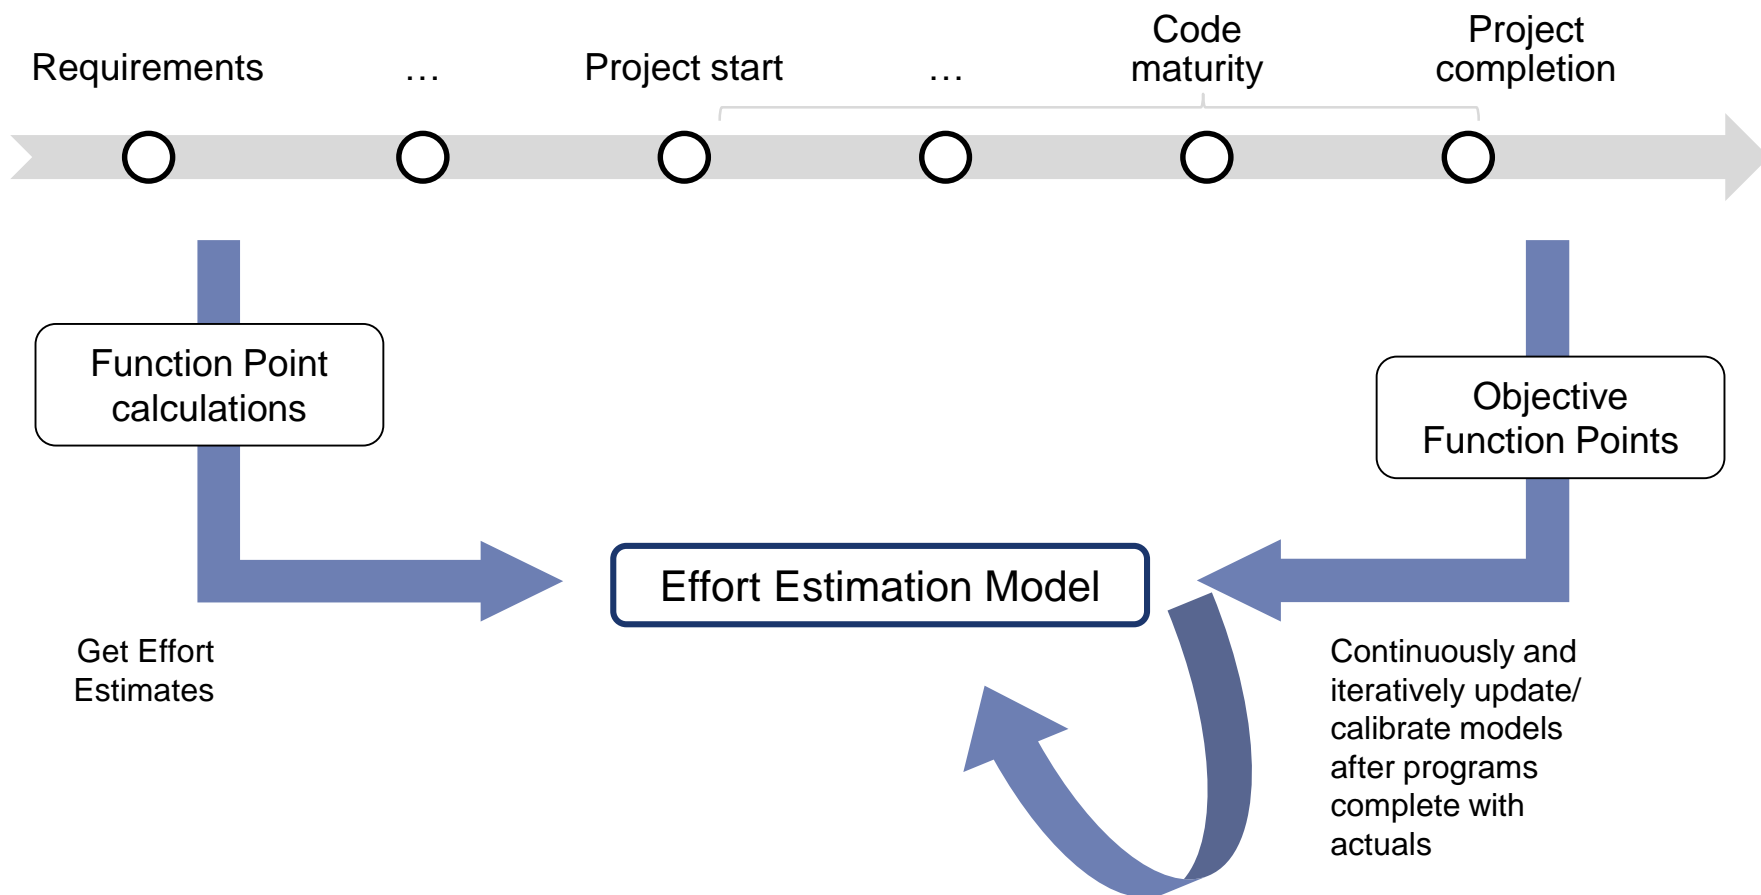 Requirements
…
Project start
…
Code
maturity
Project
completion
Function Point
calculations
Objective
Function Points
Effort Estimation Model
Get Effort
Estimates
Continuously and
iteratively update/
calibrate models
after programs
complete with
actuals